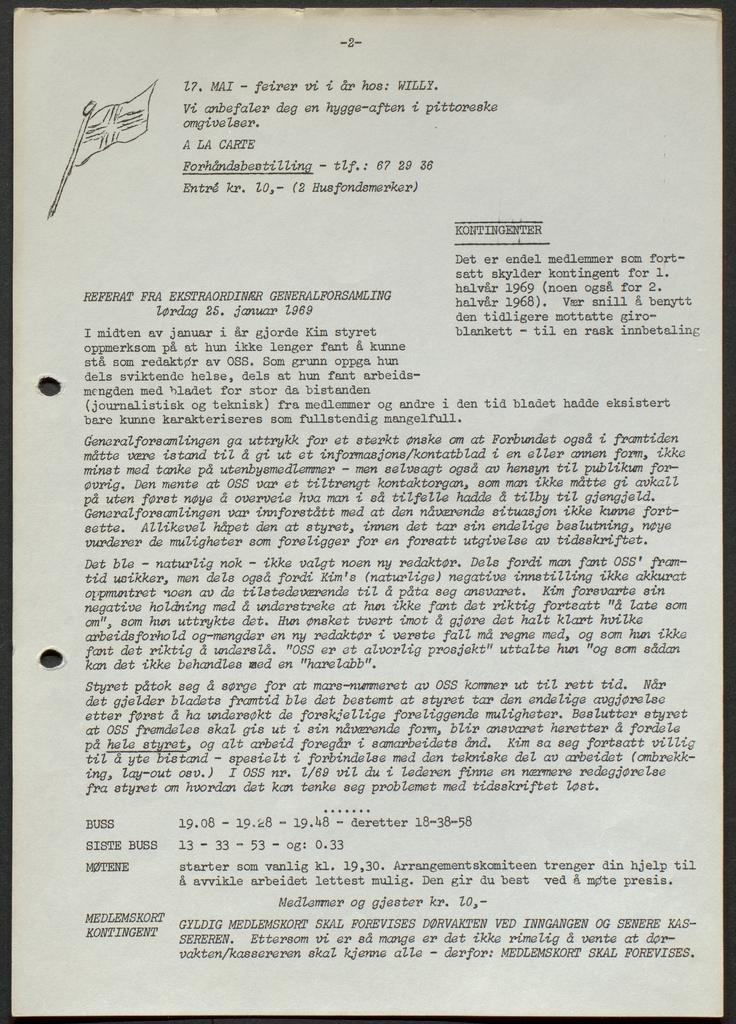 -2-
17. MAI - feirer vi i år hos: WILLY.
Vi anbefaler deg en hygge-aften i pittoreske
omgivelser.
A LA CARTE
Forhåndsbestilling - tlf.: 67 29 36
Entré kr. 10,- (2 Husfondsmerker)
KONTINGENTER
Det er endel medlemmer som fort-
satt skylder kontingent for 1.
halvår 1969 (noen også for 2.
halvår 1968). Vær snill å benytt
den tidligere mottatte giro-
blankett - til en rask innbetaling
REFERAT FRA EKSTRAORDINÆR GENERALFORSAMLING
lørdag 25. januar 1969
I midten av januar i år gjorde Kim styret
oppmerksom på at hun ikke lenger fant å kunne
stå som redaktør av OSS. Som grunn oppga hun
dels sviktende helse, dels at hun fant arbeids-
mengden med bladet for stor da bistanden
(journalistisk og teknisk) fra medlemmer og andre i den tid bladet hadde eksistert
bare kunne karakteriseres som fullstendig mangelfull.
Generalforsamlingen ga uttrykk for et sterkt ønske om at Forbundet også i framtiden
måtte være istand til å gi ut et informasjons/kontatblad i en eller annen form, ikke
minst med tanke på utenbysmedlemmer - men selvsagt også av hensyn til publikum for-
øvrig. Den mente at OSS var et tiltrengt kontaktorgan, som man ikke måtte gi avkall
på uten først nøye å overveie hva man i så tilfelle hadde å tilby til gjengjeld.
Generalforsamlingen var innforstått med at den nåværende situasjon ikke kunne fort-
sette. Allikevel håpet den at styret, innen det tar sin endelige beslutning, nøye
vurderer de muligheter som foreligger for en forsatt utgivelse av tidsskriftet.
Det ble - naturlig nok - ikke valgt noen ny redaktør. Dels fordi man fant OSS' fram-
tid usikker, men dels også fordi Kim's (naturlige) negative innstilling ikke akkurat
oppmuntret noen av de tilstedeværende til å påta seg ansvaret. Kim forsvarte sin
negative holdning med å understreke at hun ikke fant det riktig fortsatt "å late som
om", som hun uttrykte det. Hun ønsket tvert imot å gjøre det halt klart hvilke
arbeidsforhold og-mengder en ny redaktør i verste fall må regne med, og som hun ikke
fant det riktig å underslå. "OSS er et alvorlig prosjekt" uttalte hun "og som sådan
kan det ikke behandles med en "harelabb".
Styret påtok seg å sørge for at mars-nummeret av OSS kommer ut til rett tid. Når
det gjelder bladets framtid ble det bestemt at styret tar den endelige avgjørelse
etter først å ha undersøkt de forskjellige foreliggende muligheter. Beslutter styret
at OSS fremdeles skal gis ut i sin nåværende form, blir ansvaret heretter å fordele
på hele styret, og alt arbeid foregår i samarbeidets ånd. Kim sa seg fortsatt villig
til å yte bistand - spesielt i forbindelse med den tekniske del av arbeidet (ombrekk-
ing, lay-out osv.) I OSS nr. 1/69 vil du i lederen finne en nærmere redegjørelse
fra styret om hvordan det kan tenke seg problemet med tidsskriftet løst.
.......
BUSS 19.08 - 19.28 - 19.48 - deretter 18-38-58
SISTE BUSS 13 - 33 - 53 - og: 0.33
MØTENE starter som vanlig kl. 19,30. Arrangementskomiteen trenger din hjelp til
å avvikle arbeidet lettest mulig. Den gir du best ved å møte presis.
Medlemmer og gjester kr. 10,-
MEDLEMSKORT GYLDIG MEDLEMSKORT SKAL FOREVISES DØRVAKTEN VED INNGANGEN OG SENERE KAS-
KONTINGENT SEREREN. Ettersom vi er så mange er det ikke rimelig å vente at dør-
vakten/kassereren skal kjenne alle - derfor: MEDLEMSKORT SKAL FOREVISES.